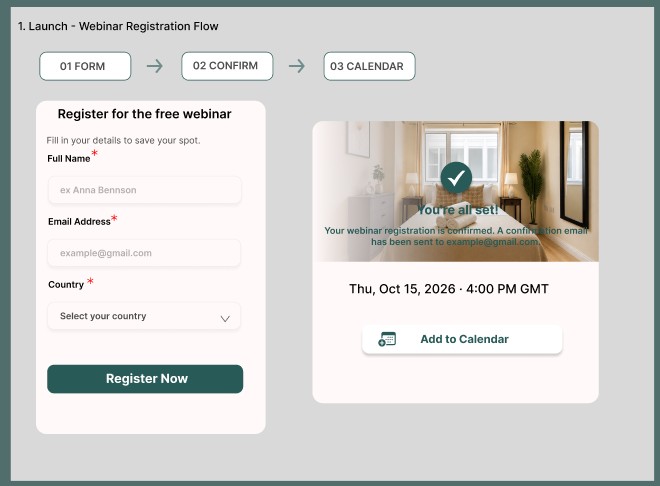 1. Launch - Webinar Registration Flow
01 FORM
02 CONFIRM
03 CALENDAR
Register for the free webinar
Fill in your details to save your spot.
Full Name*
ex Anna Bennson
Email Address*
example@gmail.com
Country *
Select your country
Register Now
You're all set!
Your webinar registration is confirmed. A confirmation email
has been sent to example@gmail.com.
Thu, Oct 15, 2026 · 4:00 PM GMT
Add to Calendar